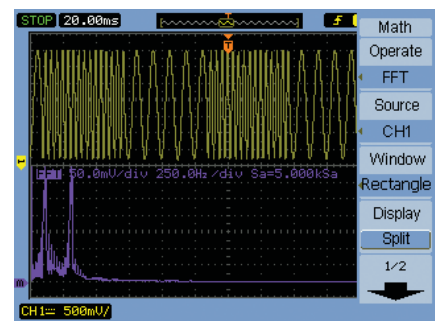 STOP 20.00ms
T
f
Math
Operate
FFT
Source
CH1
Window
Rectangle
Display
Split
1/2
T
1
FFT 50.0mV/div 250.0Hz/div Sa=5.000kSa
m
CH1 500mV/